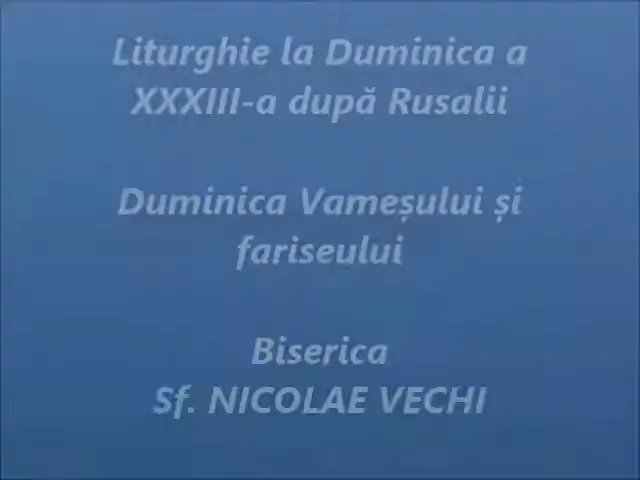 Liturghie la Duminica a
XXXIII-a după Rusalii
Duminica Vameșului și
fariseului
Biserica
Sf. NICOLAE VECHI